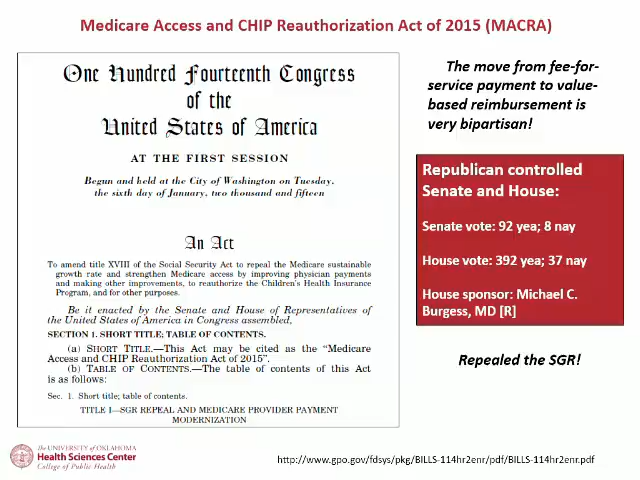 Medicare Access and CHIP Reauthorization Act of 2015 (MACRA)
One Hundred Fourteenth Congress
of the
United States of America
AT THE FIRST SESSION
Begun and held at the City of Washington on Tuesday,
the sixth day of January, two thousand and fifteen
An Act
To amend title XVIII of the Social Security Act to repeal the Medicare sustainable
growth rate and strengthen Medicare access by improving physician payments
and making other improvements, to reauthorize the Children's Health Insurance
Program, and for other purposes.
Be it enacted by the Senate and House of Representatives of
the United States of America in Congress assembled,
SECTION 1. SHORT TITLE; TABLE OF CONTENTS.
(a) SHORT TITLE.—This Act may be cited as the “Medicare
Access and CHIP Reauthorization Act of 2015”.
(b) TABLE OF CONTENTS.—The table of contents of this Act
is as follows:
Sec. 1. Short title; table of contents.
TITLE I—SGR REPEAL AND MEDICARE PROVIDER PAYMENT
MODERNIZATION
The move from fee-for-
service payment to value-
based reimbursement is
very bipartisan!
Republican controlled
Senate and House:
Senate vote: 92 yea; 8 nay
House vote: 392 yea; 37 nay
House sponsor: Michael C.
Burgess, MD [R]
Repealed the SGR!
The UNIVERSITY of OKLAHOMA
Health Sciences Center
College of Public Health
http://www.gpo.gov/fdsys/pkg/BILLS-114hr2enr/pdf/BILLS-114hr2enr.pdf